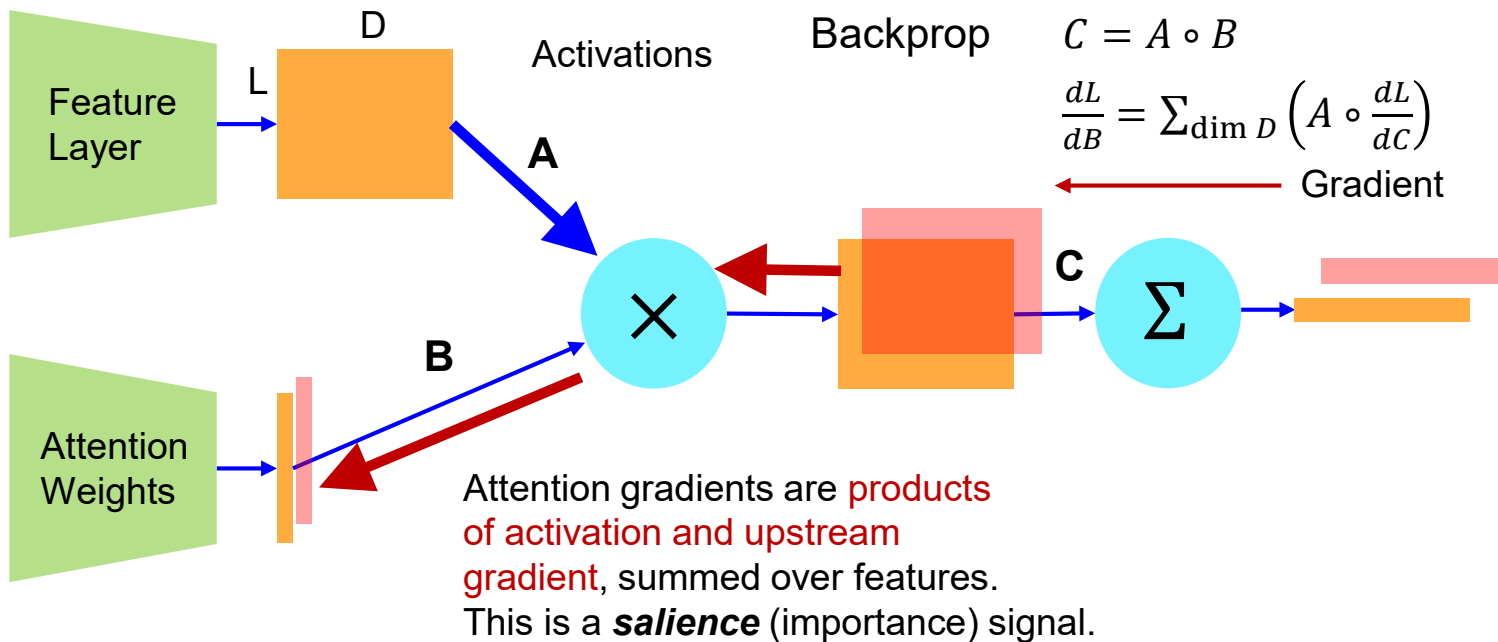 D
Activations
Backprop
C = A ∘ B
Feature
Layer
L
A
dL/dB = ∑_{dim D} (A ∘ dL/dC)
Gradient
×
C
Σ
B
Attention
Weights
Attention gradients are products
of activation and upstream
gradient, summed over features.
This is a salience (importance) signal.